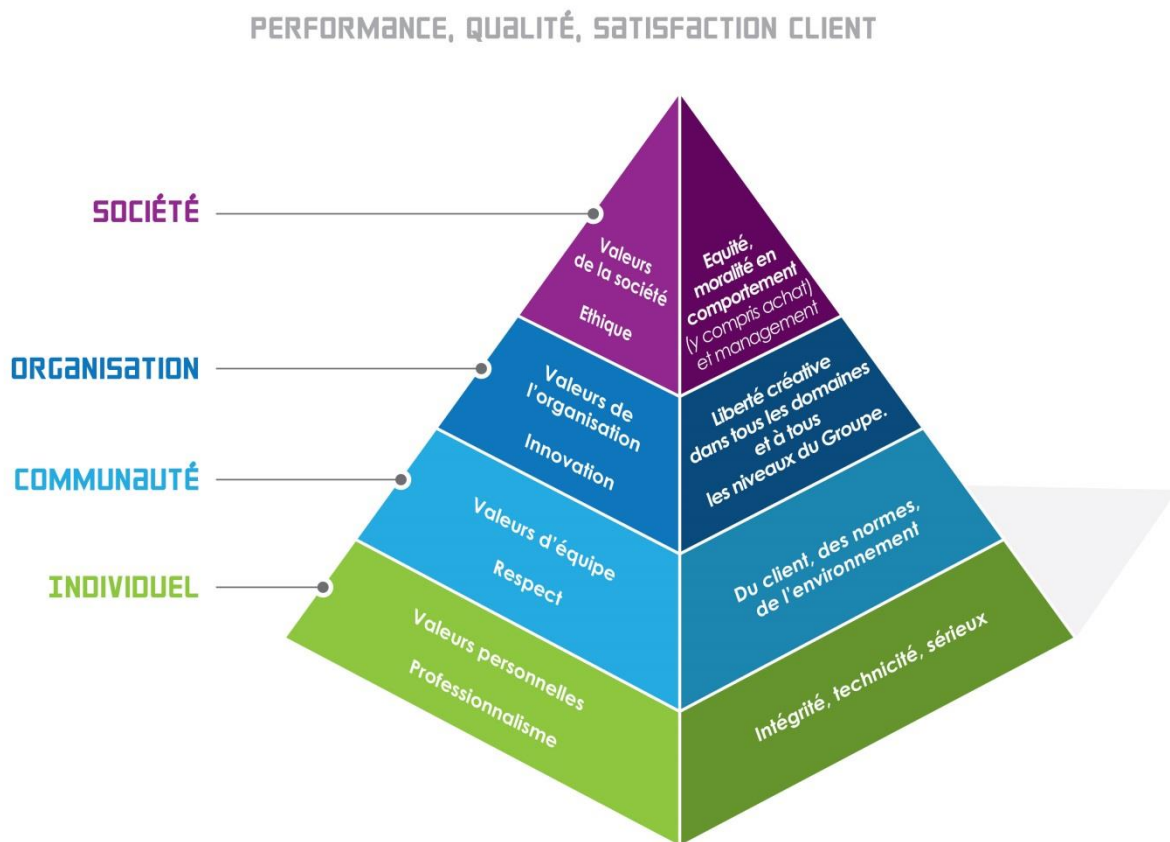 PERFORMANCE, QUALITÉ, SATISFACTION CLIENT
SOCIÉTÉ
Valeurs
de la société
Ethique
Equité,
moralité en
comportement
(y compris achat)
et management
ORGANISATION
Valeurs de
l'organisation
Innovation
Liberté créative
dans tous les domaines
et à tous
les niveaux du Groupe.
COMMUNAUTÉ
Valeurs d'équipe
Respect
Du client, des normes,
de l'environnement
INDIVIDUEL
Valeurs personnelles
Professionnalisme
Intégrité, technicité, sérieux